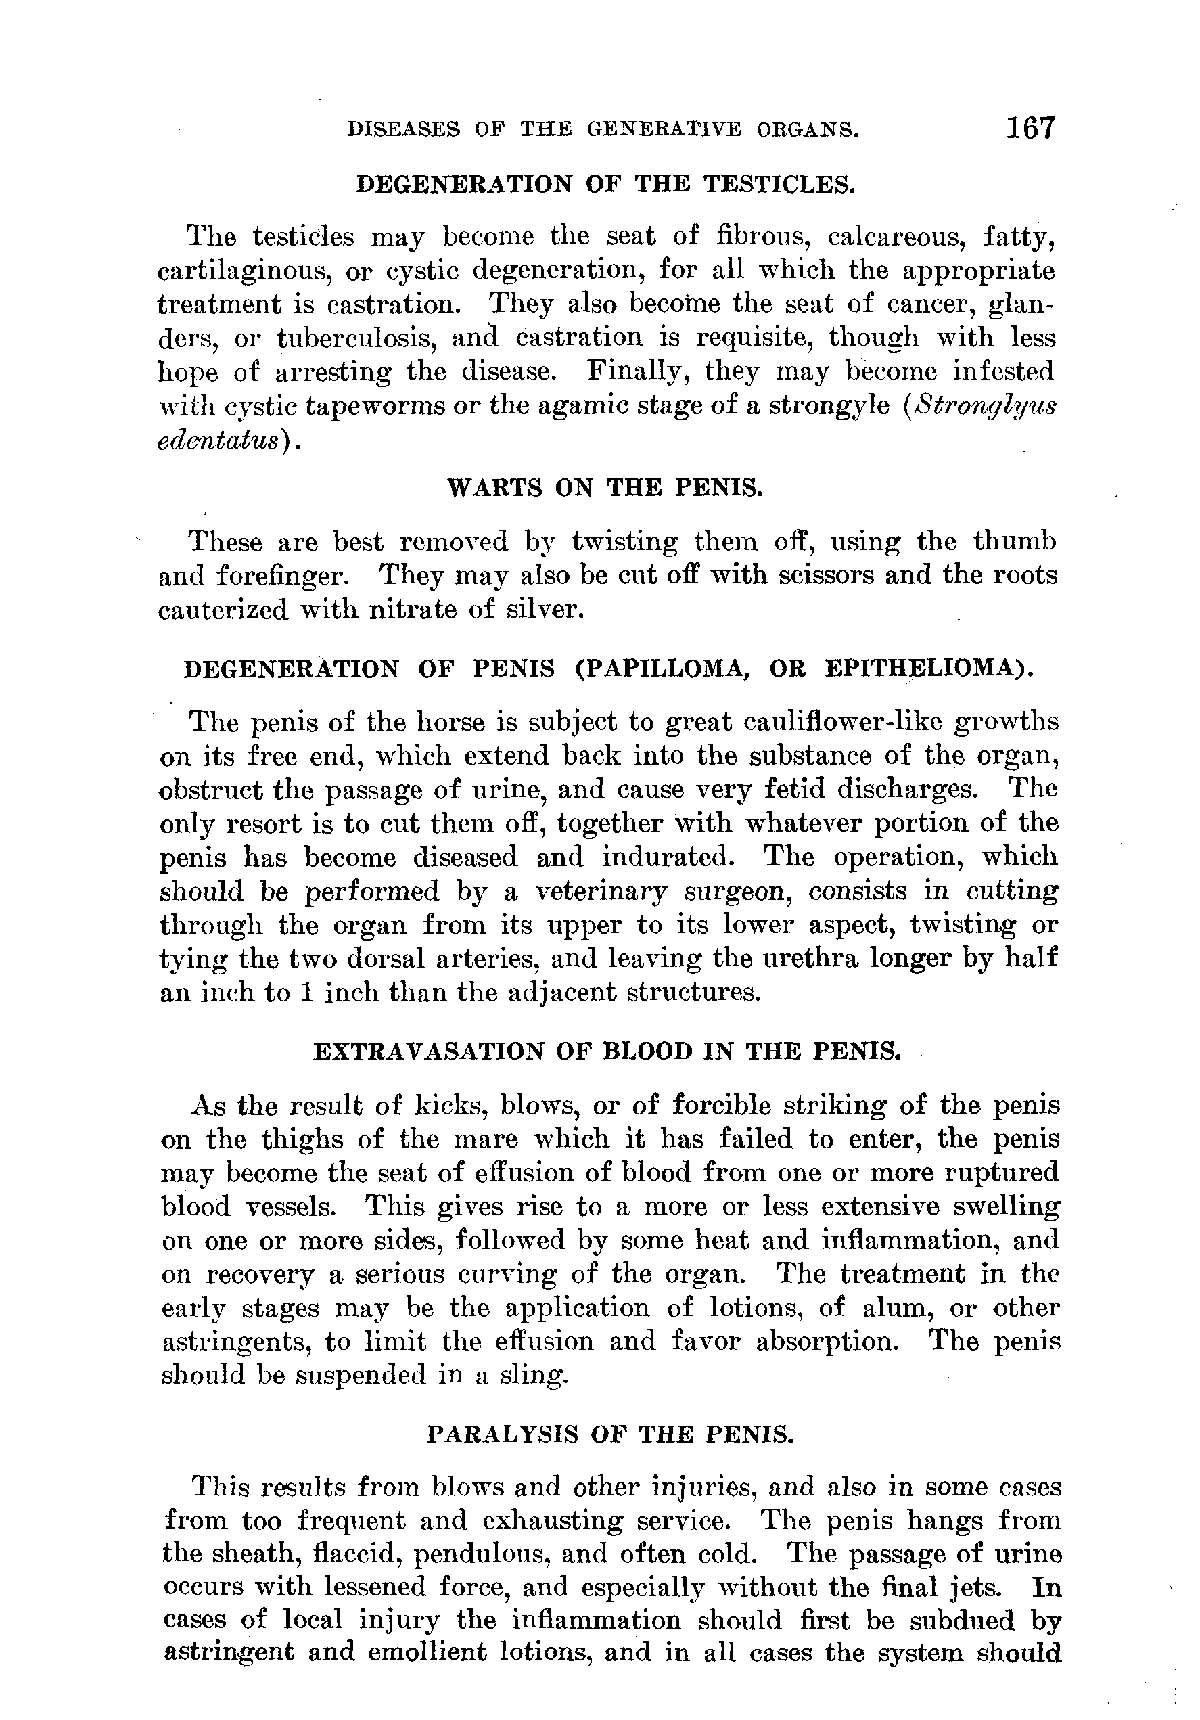 DISEASES OF THE GENERATIVE ORGANS. 167
DEGENERATION OF THE TESTICLES.
The testicles may become the seat of fibrous, calcareous, fatty,
cartilaginous, or cystic degeneration, for all which the appropriate
treatment is castration. They also become the seat of cancer, glan-
ders, or tuberculosis, and castration is requisite, though with less
hope of arresting the disease. Finally, they may become infested
with cystic tapeworms or the agamic stage of a strongyle (Stronglyus
edentatus).
WARTS ON THE PENIS.
These are best removed by twisting them off, using the thumb
and forefinger. They may also be cut off with scissors and the roots
cauterized with nitrate of silver.
DEGENERATION OF PENIS (PAPILLOMA, OR EPITHELIOMA).
The penis of the horse is subject to great cauliflower-like growths
on its free end, which extend back into the substance of the organ,
obstruct the passage of urine, and cause very fetid discharges. The
only resort is to cut them off, together with whatever portion of the
penis has become diseased and indurated. The operation, which
should be performed by a veterinary surgeon, consists in cutting
through the organ from its upper to its lower aspect, twisting or
tying the two dorsal arteries, and leaving the urethra longer by half
an inch to 1 inch than the adjacent structures.
EXTRAVASATION OF BLOOD IN THE PENIS.
As the result of kicks, blows, or of forcible striking of the penis
on the thighs of the mare which it has failed to enter, the penis
may become the seat of effusion of blood from one or more ruptured
blood vessels. This gives rise to a more or less extensive swelling
on one or more sides, followed by some heat and inflammation, and
on recovery a serious curving of the organ. The treatment in the
early stages may be the application of lotions, of alum, or other
astringents, to limit the effusion and favor absorption. The penis
should be suspended in a sling.
PARALYSIS OF THE PENIS.
This results from blows and other injuries, and also in some cases
from too frequent and exhausting service. The penis hangs from
the sheath, flaccid, pendulous, and often cold. The passage of urine
occurs with lessened force, and especially without the final jets. In
cases of local injury the inflammation should first be subdued by
astringent and emollient lotions, and in all cases the system should